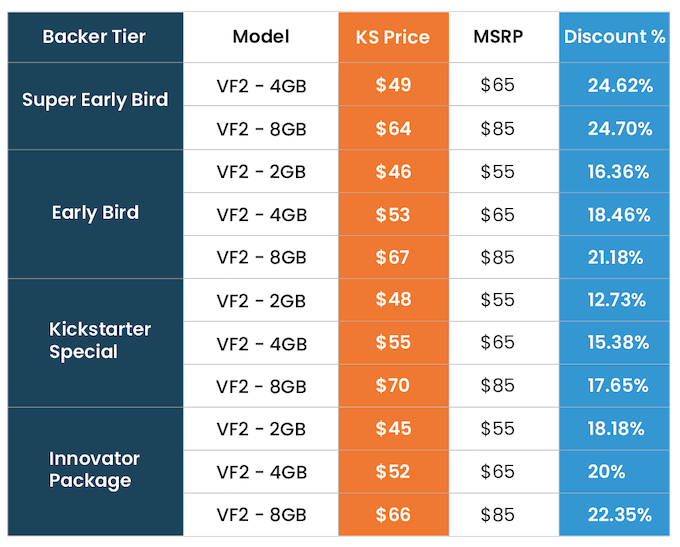 Backer Tier Model KS Price MSRP Discount %
Super Early Bird VF2 - 4GB $49 $65 24.62%
VF2 - 8GB $64 $85 24.70%
Early Bird VF2 - 2GB $46 $55 16.36%
VF2 - 4GB $53 $65 18.46%
VF2 - 8GB $67 $85 21.18%
Kickstarter
Special VF2 - 2GB $48 $55 12.73%
VF2 - 4GB $55 $65 15.38%
VF2 - 8GB $70 $85 17.65%
Innovator
Package VF2 - 2GB $45 $55 18.18%
VF2 - 4GB $52 $65 20%
VF2 - 8GB $66 $85 22.35%